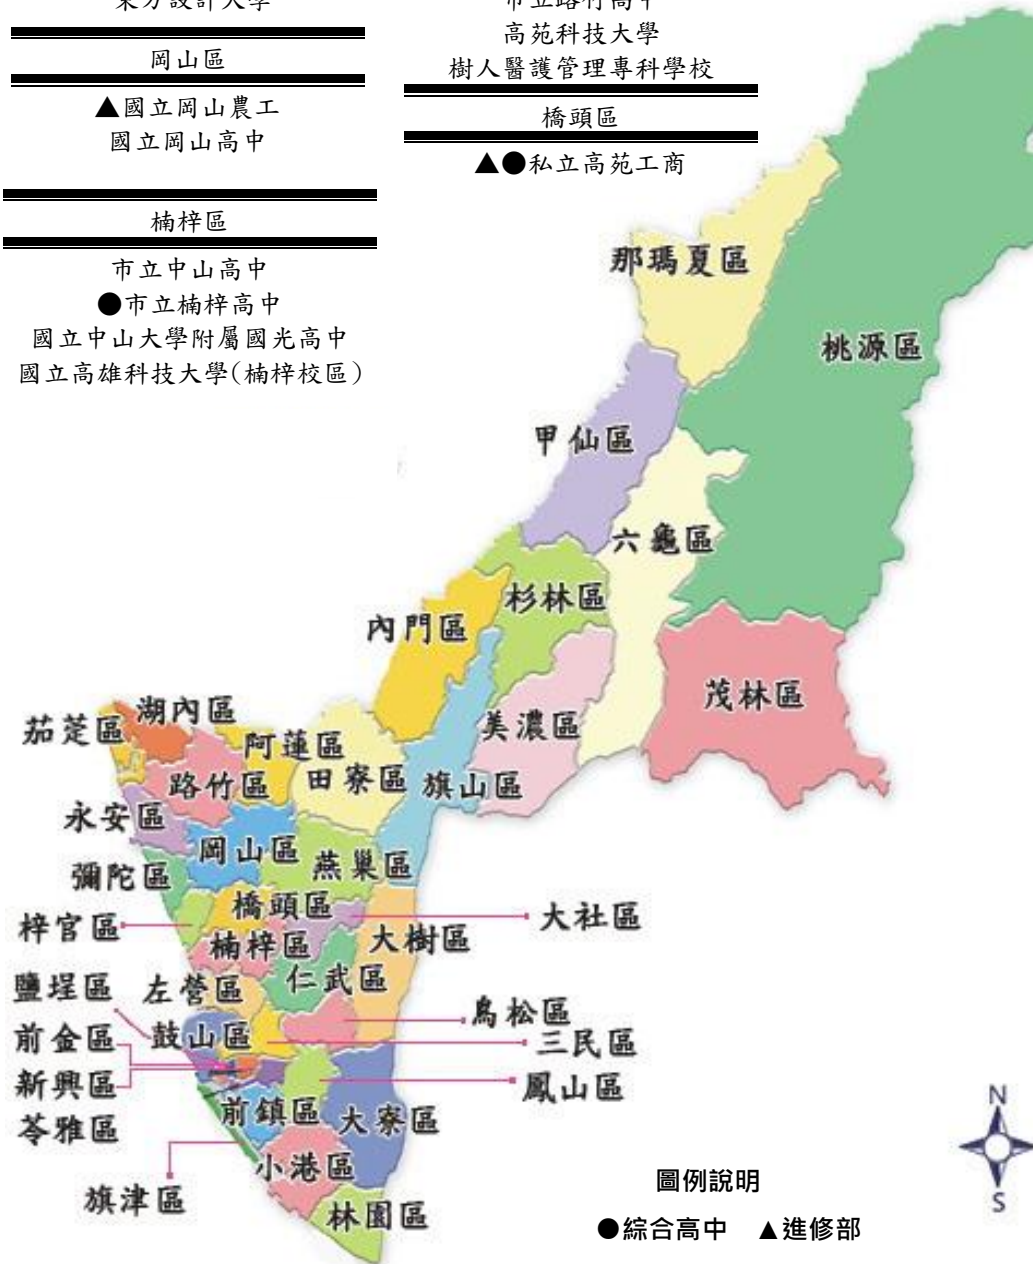 東方設計大學
岡山區
▲國立岡山農工
國立岡山高中
楠梓區
市立中山高中
●市立楠梓高中
國立中山大學附屬國光高中
國立高雄科技大學(楠梓校區)
市立路竹高中
高苑科技大學
樹人醫護管理專科學校
橋頭區
▲●私立高苑工商
那瑪夏區
桃源區
甲仙區
六龜區
杉林區
內門區
茂林區
美濃區
湖內區
茄萣區
阿蓮區
田寮區
旗山區
路竹區
永安區
岡山區
燕巢區
彌陀區
橋頭區
大社區
梓官區
楠梓區
大樹區
仁武區
鹽埕區
左營區
鳥松區
前金區
鼓山區
三民區
新興區
鳳山區
苓雅區
前鎮區
大寮區
小港區
旗津區
林園區
N
S
圖例說明
●綜合高中 ▲進修部